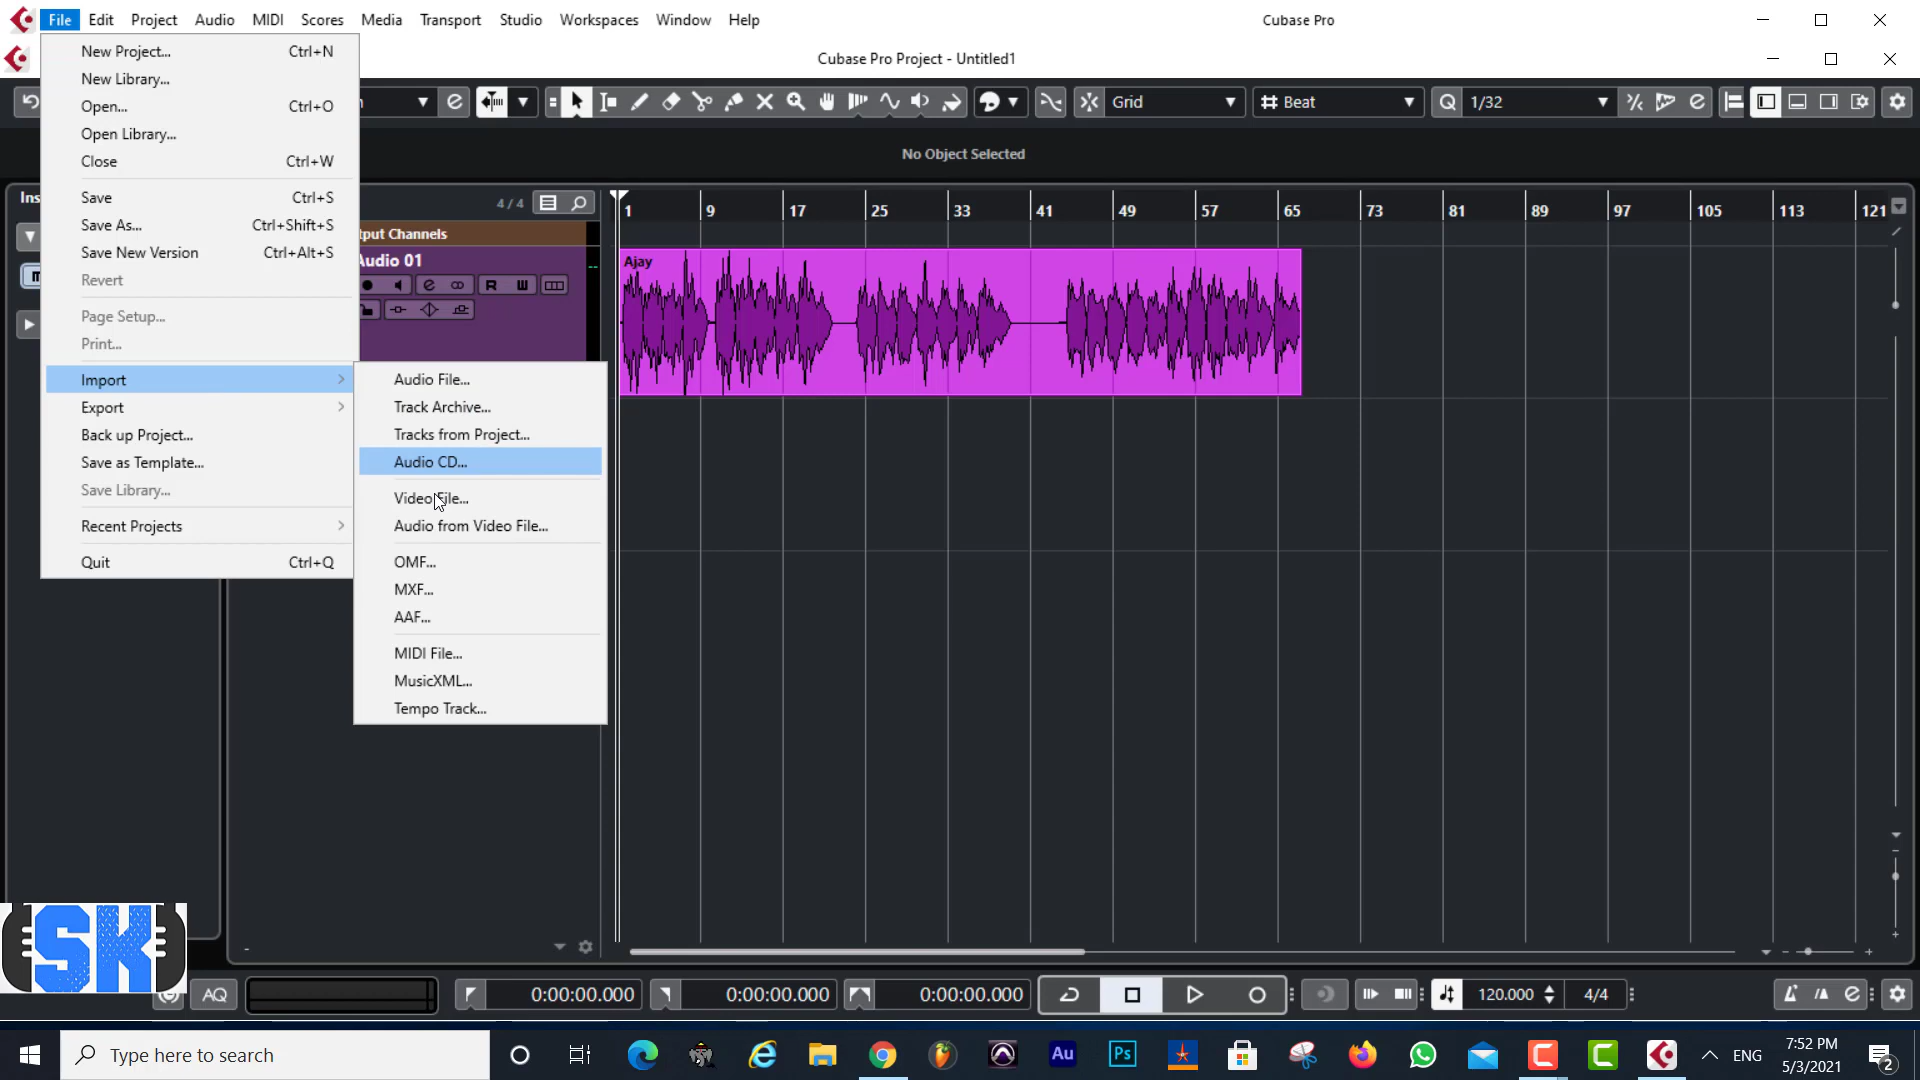 File Edit Project Audio MIDI Scores Media Transport Studio Workspaces Window Help
Cubase Pro
Cubase Pro Project - Untitled1
New Project... Ctrl+N
New Library...
Open... Ctrl+O
Open Library...
Close Ctrl+W
Save Ctrl+S
Save As... Ctrl+Shift+S
Save New Version Ctrl+Alt+S
Revert
Page Setup...
Print...
Import
Export
Back up Project...
Save as Template...
Save Library...
Recent Projects
Quit Ctrl+Q
Audio File...
Track Archive...
Tracks from Project...
Audio CD...
Video File...
Audio from Video File...
OMF...
MXF...
AAF...
MIDI File...
MusicXML...
Tempo Track...
Grid
Beat
Q 1/32
No Object Selected
Ins
4 / 4
tput Channels
Audio 01
R
1 9 17 25 33 41 49 57 65 73 81 89 97 105 113 121
Ajay
SK
AQ
0:00:00.000
0:00:00.000
0:00:00.000
120.000
4/4
Type here to search
Au
Ps
ENG
7:52 PM
5/3/2021
2